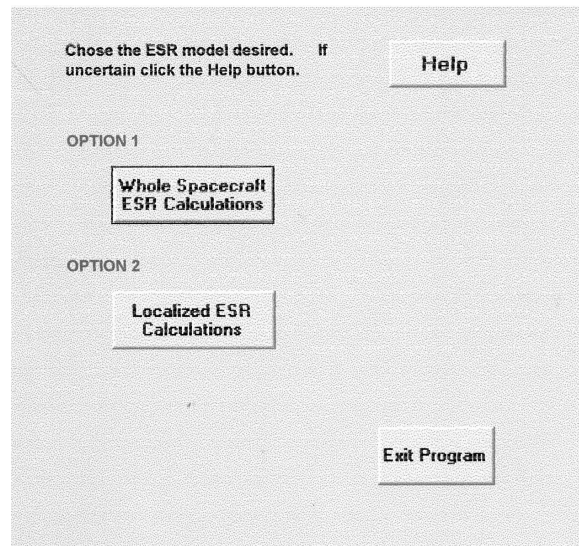 Chose the ESR model desired. If
uncertain click the Help button.
Help
OPTION 1
Whole Spacecraft
ESR Calculations
OPTION 2
Localized ESR
Calculations
Exit Program